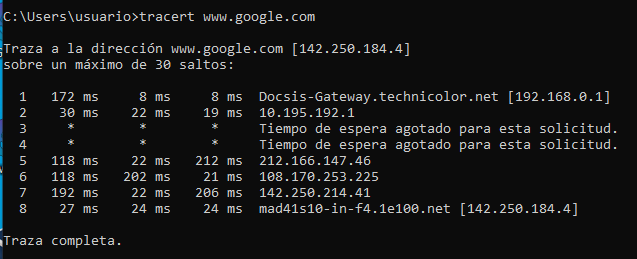 C:\Users\usuario>tracert www.google.com
Traza a la dirección www.google.com [142.250.184.4]
sobre un máximo de 30 saltos:
1 172 ms 8 ms 8 ms Docsis-Gateway.technicolor.net [192.168.0.1]
2 30 ms 22 ms 19 ms 10.195.192.1
3 * * * Tiempo de espera agotado para esta solicitud.
4 * * * Tiempo de espera agotado para esta solicitud.
5 118 ms 22 ms 212 ms 212.166.147.46
6 118 ms 202 ms 21 ms 108.170.253.225
7 192 ms 22 ms 206 ms 142.250.214.41
8 27 ms 24 ms 24 ms mad41s10-in-f4.1e100.net [142.250.184.4]
Traza completa.